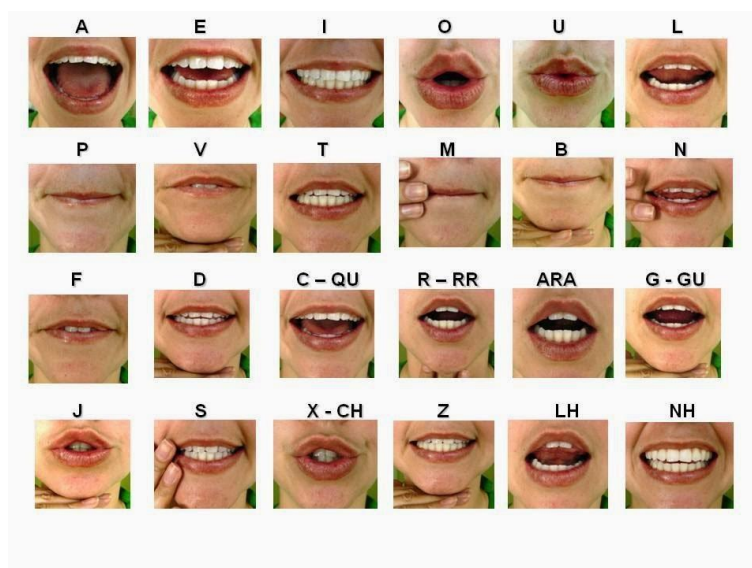 A E I O U L
P V T M B N
F D C – QU R – RR ARA G - GU
J S X - CH Z LH NH